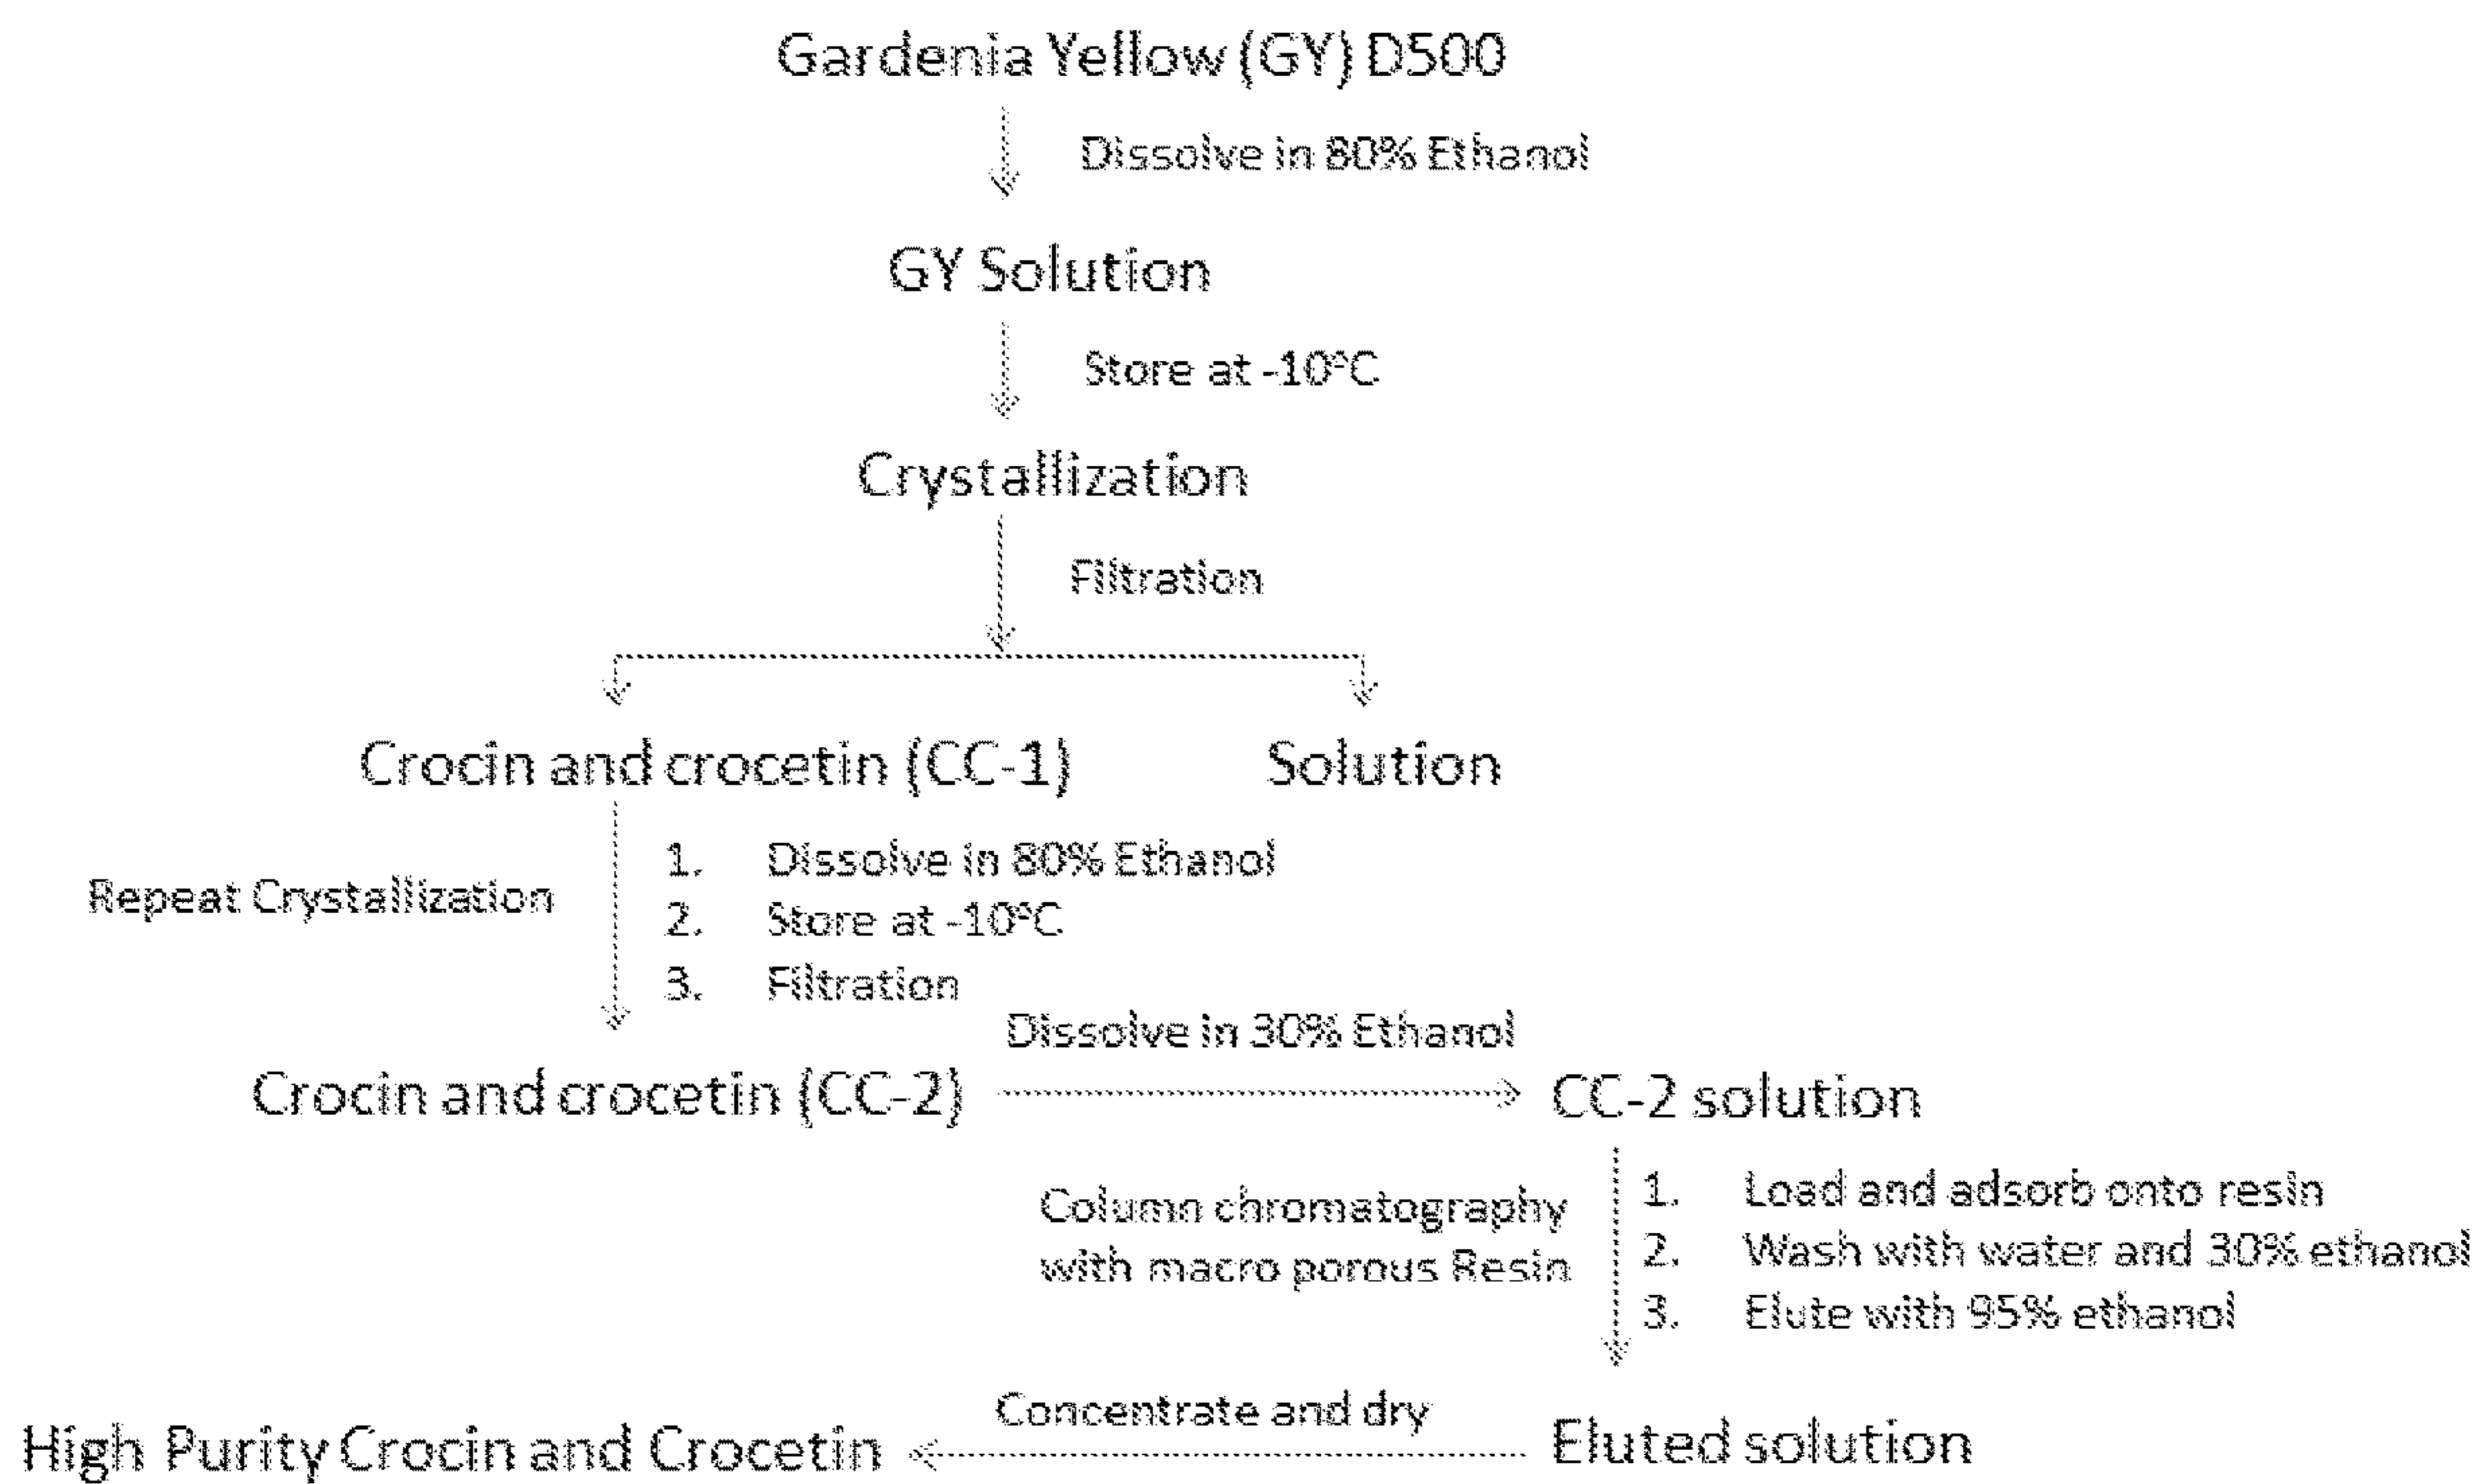 Gardenia Yellow (GY) D500
Dissolve in 80% Ethanol
GY Solution
Store at -10°C
Crystallization
Filtration
Crocin and crocetin (CC-1)
Solution
Repeat Crystallization
1. Dissolve in 80% Ethanol
2. Store at -10°C
3. Filtration
Dissolve in 30% Ethanol
Crocin and crocetin (CC-2)
CC-2 solution
Column chromatography
with macro porous Resin
1. Load and adsorb onto resin
2. Wash with water and 30% ethanol
3. Elute with 95% ethanol
Concentrate and dry
High Purity Crocin and Crocetin
Eluted solution